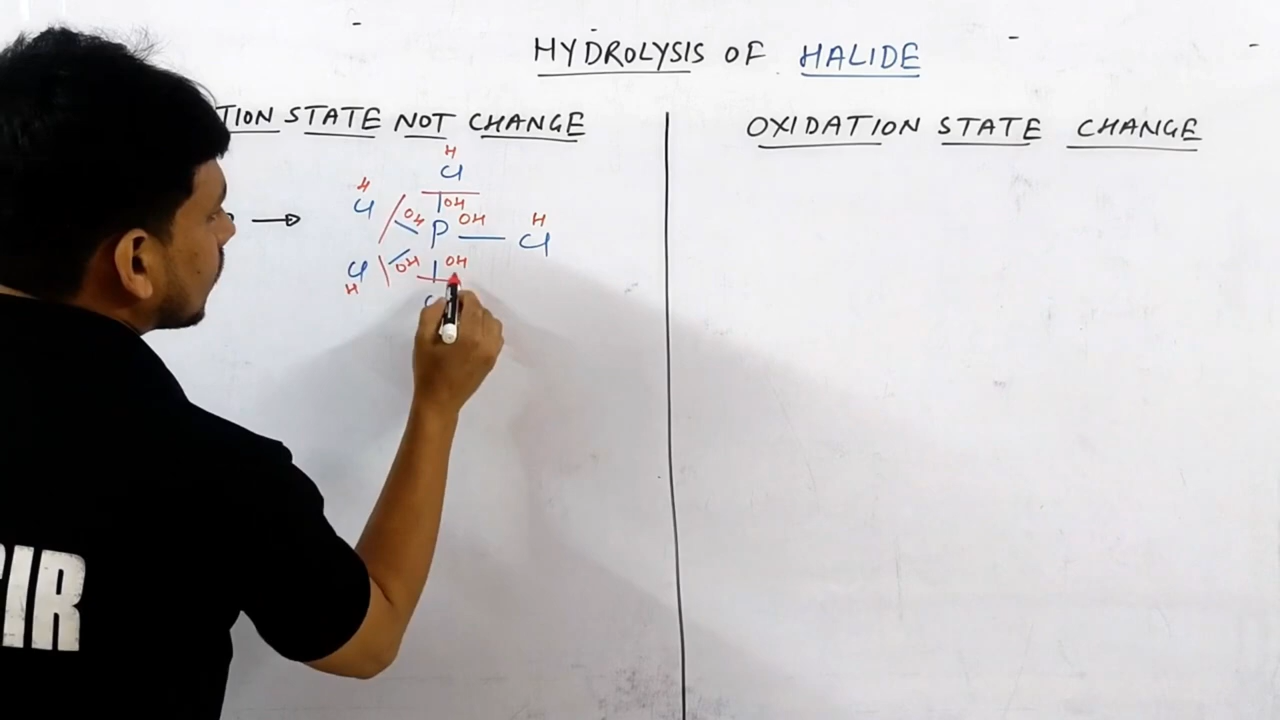 HYDROLYSIS OF HALIDE
TION STATE NOT CHANGE
OXIDATION STATE CHANGE
H
Cl
H
Cl
OH
OH
P
OH
H
Cl
Cl
OH
OH
H
IR